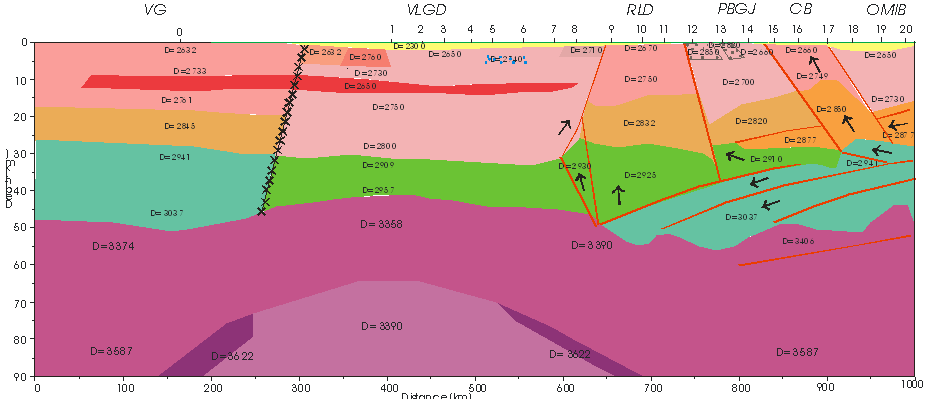 VG VLGD RLD PBGJ CB OMIB
0 1 2 3 4 5 6 7 8 9 10 11 12 13 14 15 16 17 18 19 20
0
10
20
30
40
50
60
70
80
90
D=2632
D=2632
D=2300
D=2650
D=2760
D=2740
D=2710
D=2670
D=2660
D=2660
D=2650
D=2733
D=2730
D=2650
D=2750
D=2700
D=2749
D=2730
D=2761
D=2750
D=2850
D=2845
D=2832
D=2820
D=2877
D=2800
D=2941
D=2909
D=2930
D=2925
D=2910
D=2941
D=2957
D=3037
D=3037
D=3358
D=3374
D=3390
D=3406
D=3390
D=3587
D=3622
D=3622
D=3587
0 100 200 300 400 500 600 700 800 900 1000
Distance (km)